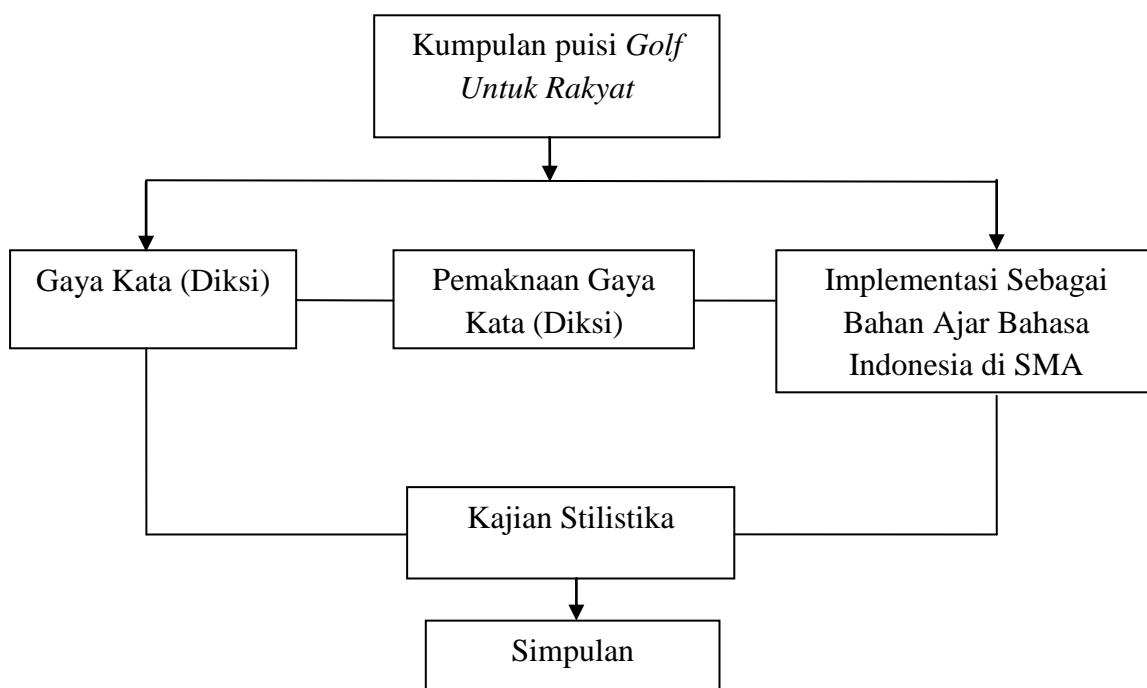 Kumpulan puisi Golf
Untuk Rakyat
Gaya Kata (Diksi)
Pemaknaan Gaya
Kata (Diksi)
Implementasi Sebagai
Bahan Ajar Bahasa
Indonesia di SMA
Kajian Stilistika
Simpulan